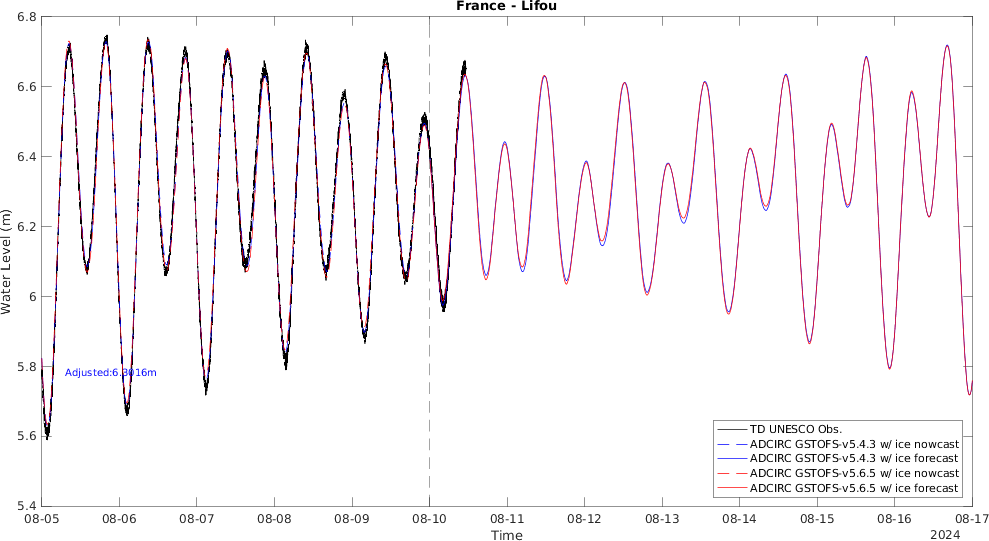 France - Lifou
Water Level (m)
6.8
6.6
6.4
6.2
6
5.8
5.6
5.4
Adjusted:6.3016m
TD UNESCO Obs.
ADCIRC GSTOFS-v5.4.3 w/ ice nowcast
ADCIRC GSTOFS-v5.4.3 w/ ice forecast
ADCIRC GSTOFS-v5.6.5 w/ ice nowcast
ADCIRC GSTOFS-v5.6.5 w/ ice forecast
08-05 08-06 08-07 08-08 08-09 08-10 08-11 08-12 08-13 08-14 08-15 08-16 08-17
Time
2024